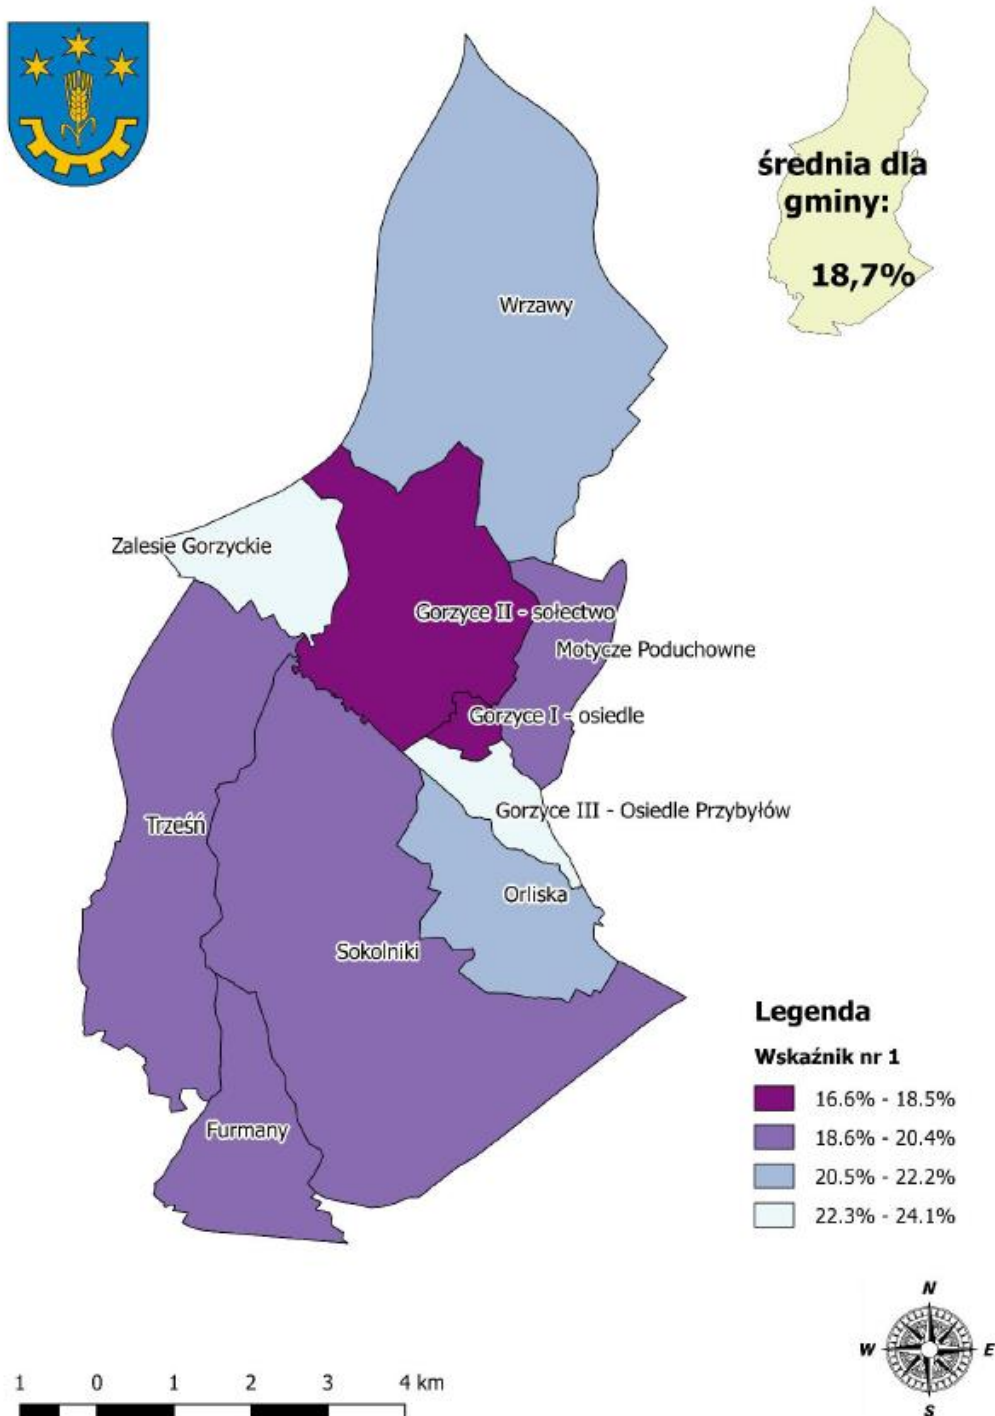 średnia dla
gminy:
18,7%
Wrzawy
Zalesie Gorzyckie
Gorzyce II - sołectwo
Motycze Poduchowne
Gorzyce I - osiedle
Gorzyce III - Osiedle Przybyłów
Trześń
Orliska
Sokolniki
Furmany
Legenda
Wskaźnik nr 1
16.6% - 18.5%
18.6% - 20.4%
20.5% - 22.2%
22.3% - 24.1%
N
W E
S
1 0 1 2 3 4 km